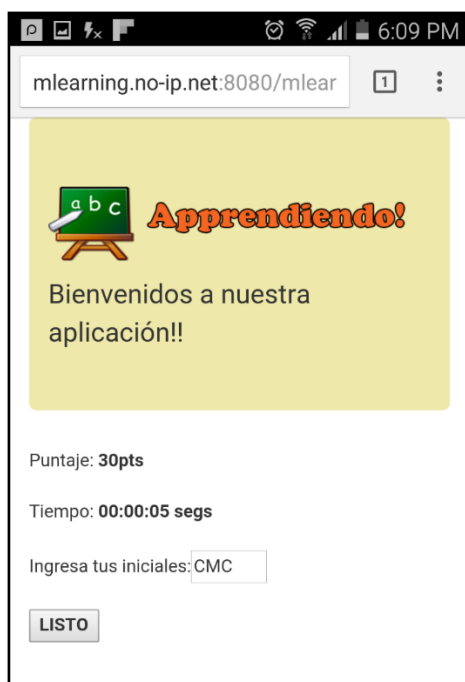 6:09 PM
mlearning.no-ip.net:8080/mlear
1
a b c
Apprendiendo!
Bienvenidos a nuestra
aplicación!!
Puntaje: 30pts
Tiempo: 00:00:05 segs
Ingresa tus iniciales: CMC
LISTO